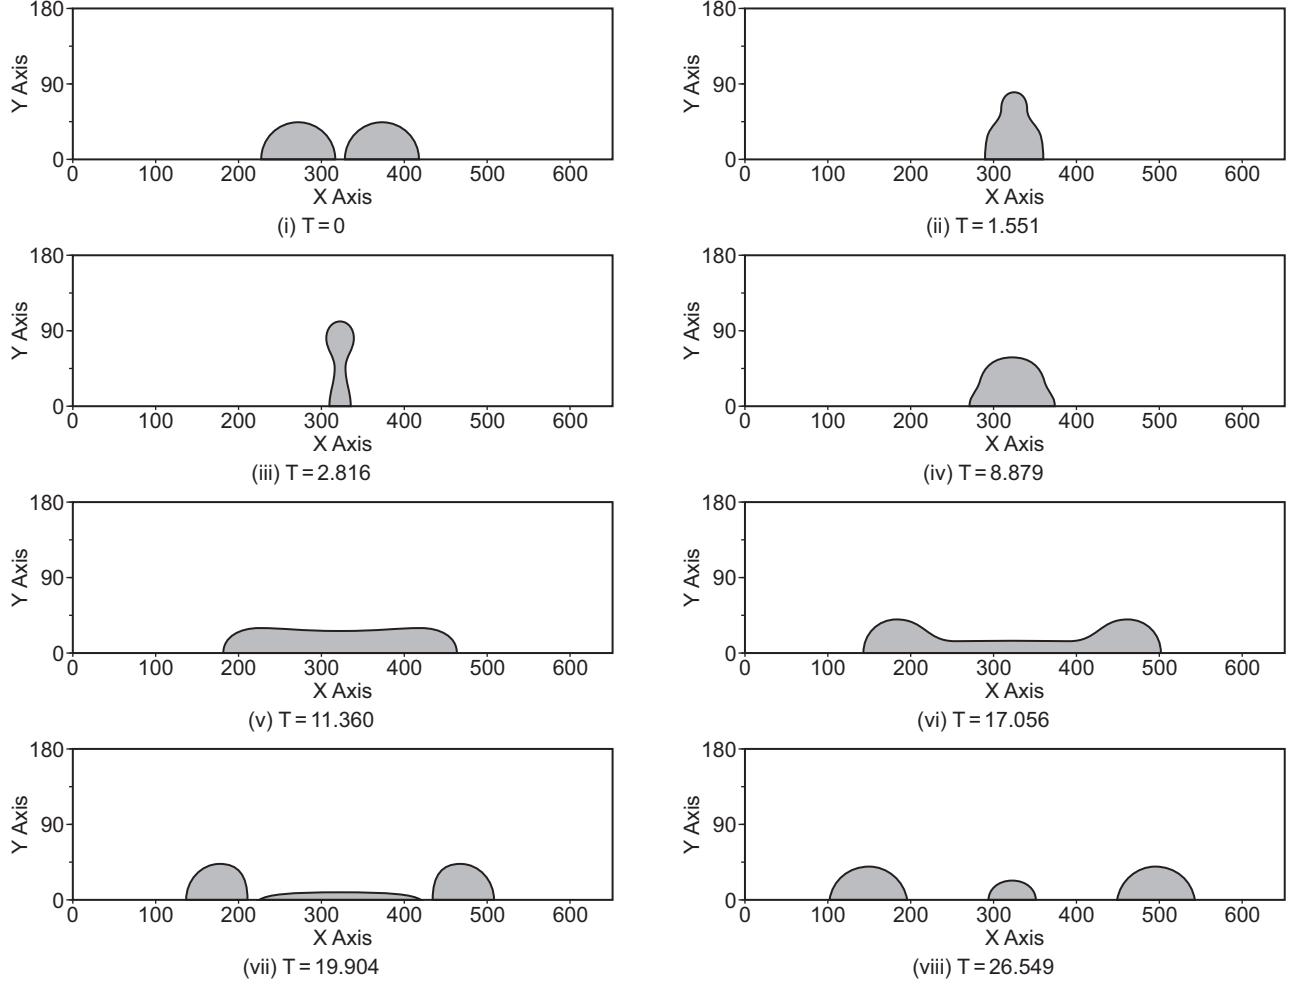 180
90
0
Y Axis
0 100 200 300 400 500 600
X Axis
(i) T = 0
180
90
0
Y Axis
0 100 200 300 400 500 600
X Axis
(ii) T = 1.551
180
90
0
Y Axis
0 100 200 300 400 500 600
X Axis
(iii) T = 2.816
180
90
0
Y Axis
0 100 200 300 400 500 600
X Axis
(iv) T = 8.879
180
90
0
Y Axis
0 100 200 300 400 500 600
X Axis
(v) T = 11.360
180
90
0
Y Axis
0 100 200 300 400 500 600
X Axis
(vi) T = 17.056
180
90
0
Y Axis
0 100 200 300 400 500 600
X Axis
(vii) T = 19.904
180
90
0
Y Axis
0 100 200 300 400 500 600
X Axis
(viii) T = 26.549